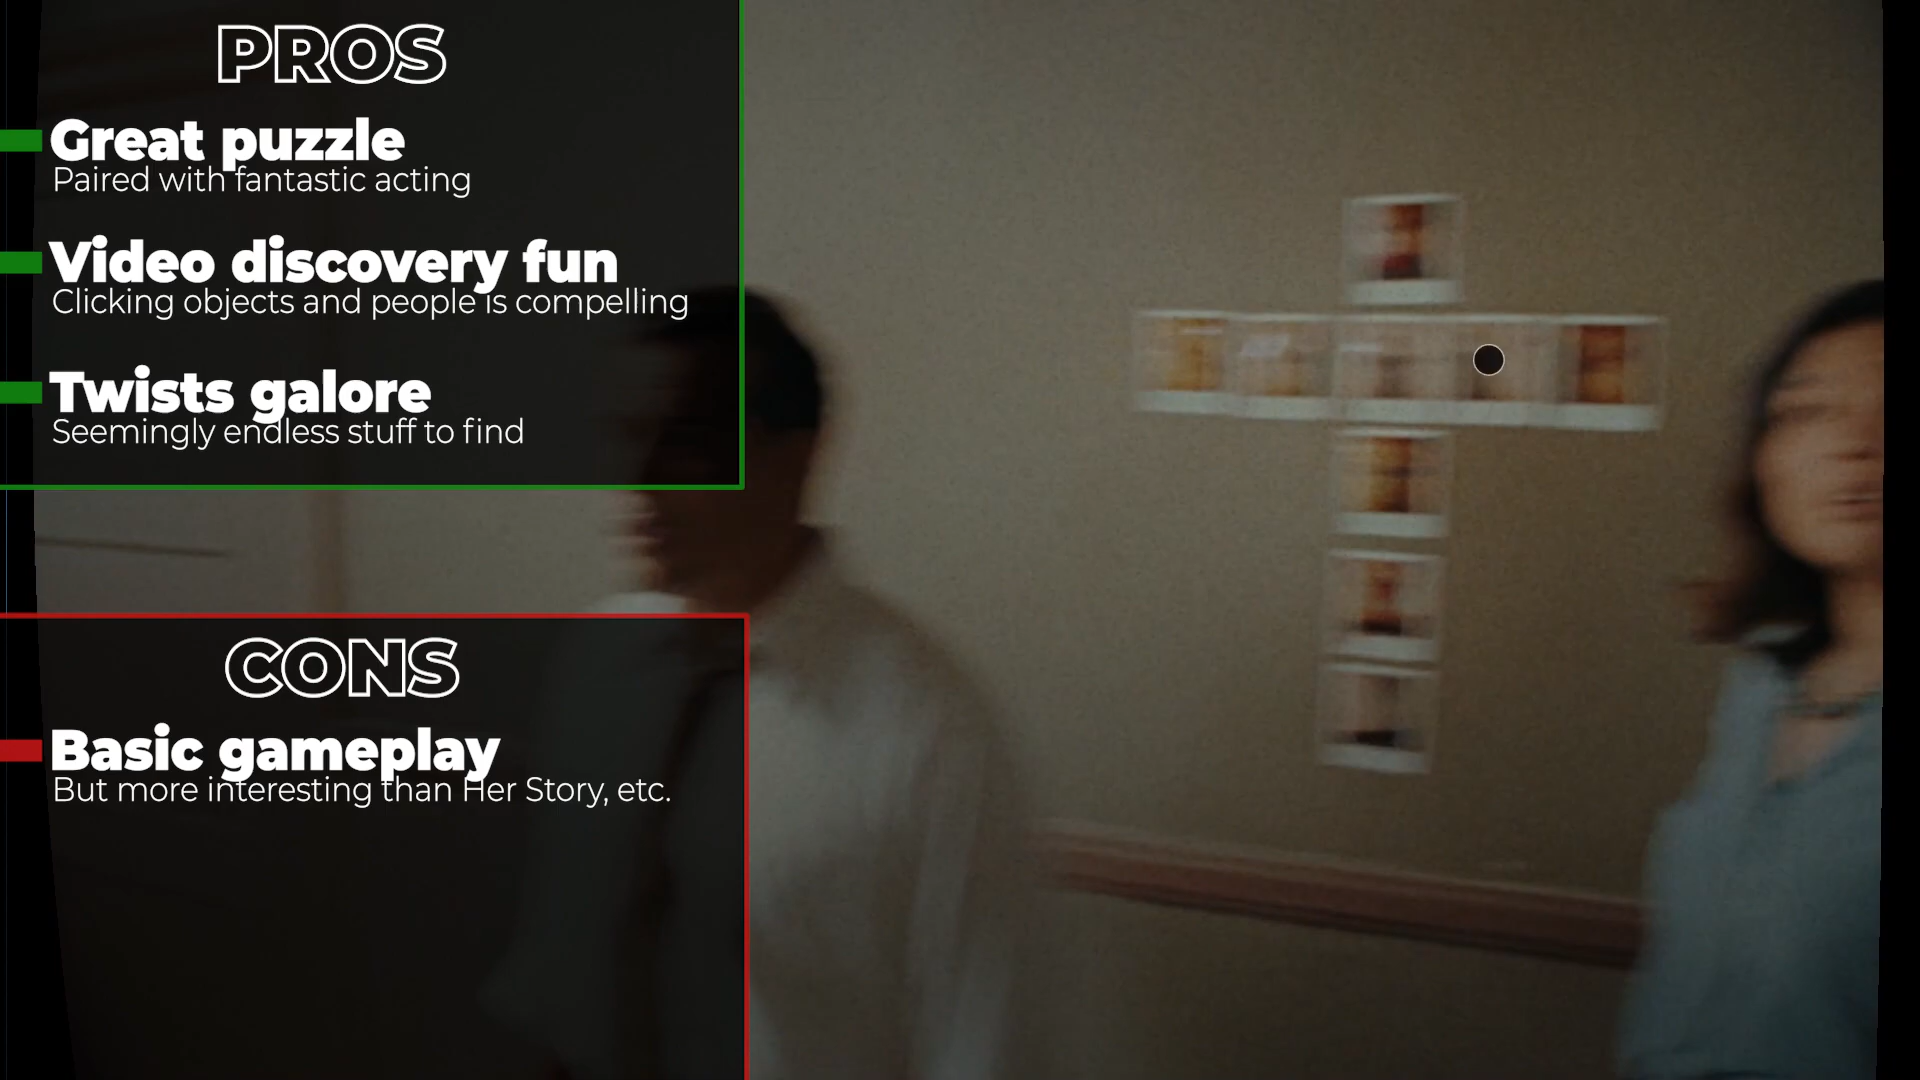 PROS
Great puzzle
Paired with fantastic acting
Video discovery fun
Clicking objects and people is compelling
Twists galore
Seemingly endless stuff to find
CONS
Basic gameplay
But more interesting than Her Story, etc.